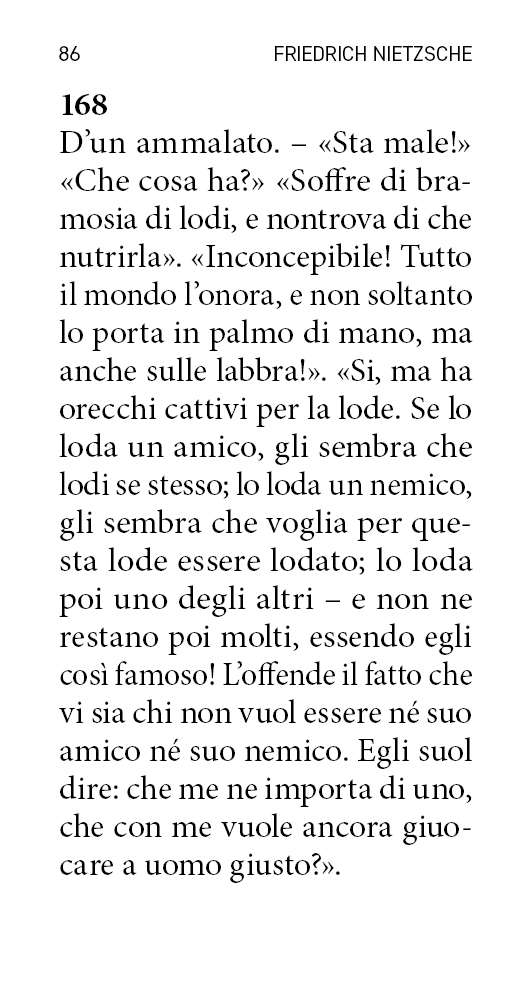 86 FRIEDRICH NIETZSCHE
168
D’un ammalato. – «Sta male!»
«Che cosa ha?» «Soffre di bra-
mosia di lodi, e nontrova di che
nutrirla». «Inconcepibile! Tutto
il mondo l’onora, e non soltanto
lo porta in palmo di mano, ma
anche sulle labbra!». «Si, ma ha
orecchi cattivi per la lode. Se lo
loda un amico, gli sembra che
lodi se stesso; lo loda un nemico,
gli sembra che voglia per que-
sta lode essere lodato; lo loda
poi uno degli altri – e non ne
restano poi molti, essendo egli
così famoso! L’offende il fatto che
vi sia chi non vuol essere né suo
amico né suo nemico. Egli suol
dire: che me ne importa di uno,
che con me vuole ancora giuo-
care a uomo giusto?».